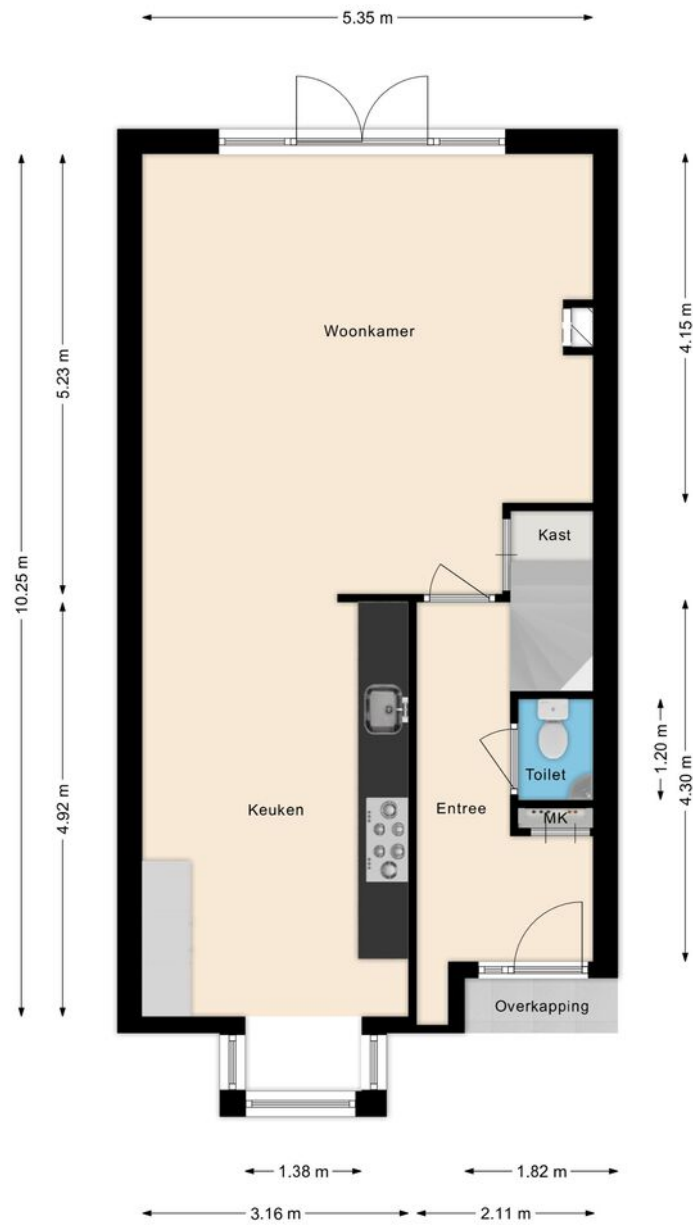 5.35 m
Woonkamer
4.15 m
5.23 m
Kast
10.25 m
1.20 m
Toilet
4.30 m
4.92 m
Keuken
Entree
MK
Overkapping
1.38 m
1.82 m
3.16 m
2.11 m